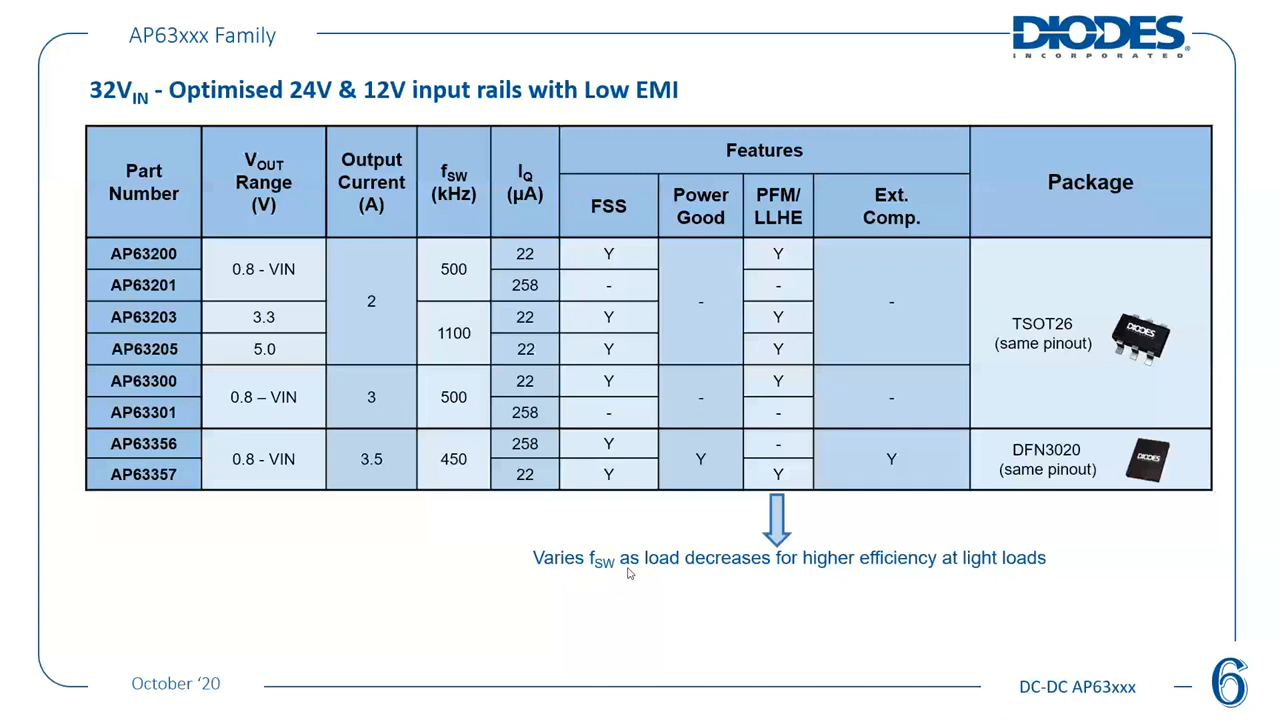 AP63xxx Family
DIODES
INCORPORATED
32VIN - Optimised 24V & 12V input rails with Low EMI
Part Number
VOUT Range (V)
Output Current (A)
fSW (kHz)
IQ (µA)
Features
Package
FSS
Power Good
PFM/ LLHE
Ext. Comp.
AP63200 0.8 - VIN 2 500 22 Y - Y - TSOT26 (same pinout)
AP63201 258 - -
AP63203 3.3 1100 22 Y Y
AP63205 5.0 22 Y Y
AP63300 0.8 – VIN 3 500 22 Y - Y -
AP63301 258 - -
AP63356 0.8 - VIN 3.5 450 258 Y Y - Y DFN3020 (same pinout)
AP63357 22 Y Y
DIODES
DIODES
Varies fSW as load decreases for higher efficiency at light loads
October ‘20
DC-DC AP63xxx
6